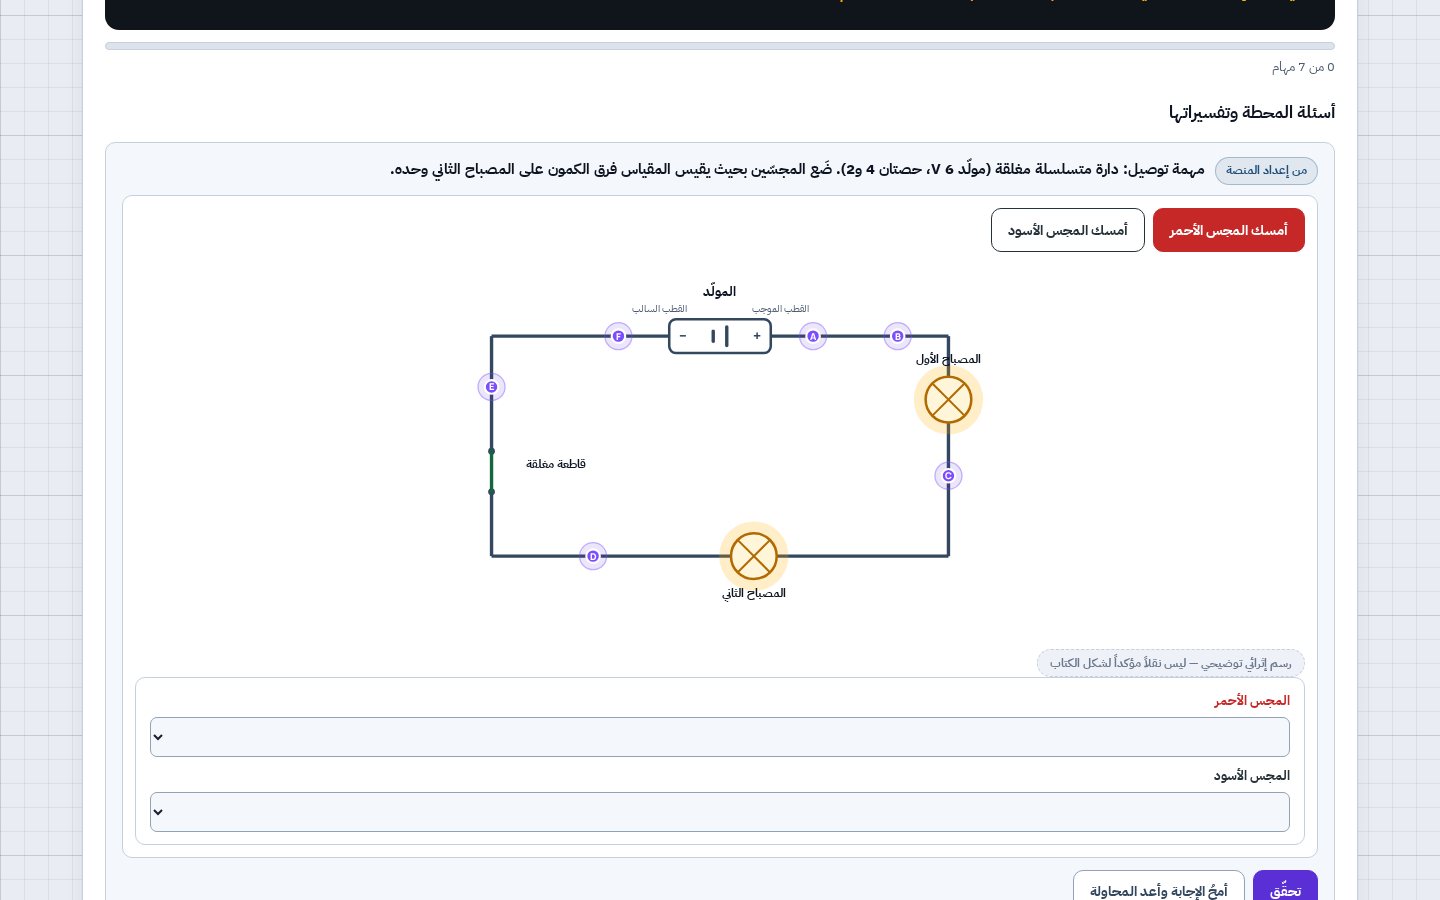 0 من 7 مهام
أسئلة المحطة وتفسيراتها
من إعداد المنصة
مهمة توصيل: دارة متسلسلة مغلقة (مولّد 6 V، حصتان 4 و2). ضَع المجسّين بحيث يقيس المقياس فرق الكمون على المصباح الثاني وحده.
أمسك المجس الأحمر
أمسك المجس الأسود
المولّد
القطب الموجب
القطب السالب
F
−
+
A
B
المصباح الأول
E
قاطعة مغلقة
C
D
المصباح الثاني
رسم إثرائي توضيحي — ليس نقلاً مؤكداً لشكل الكتاب
المجس الأحمر
المجس الأسود
تحقّق
امحُ الإجابة وأعد المحاولة